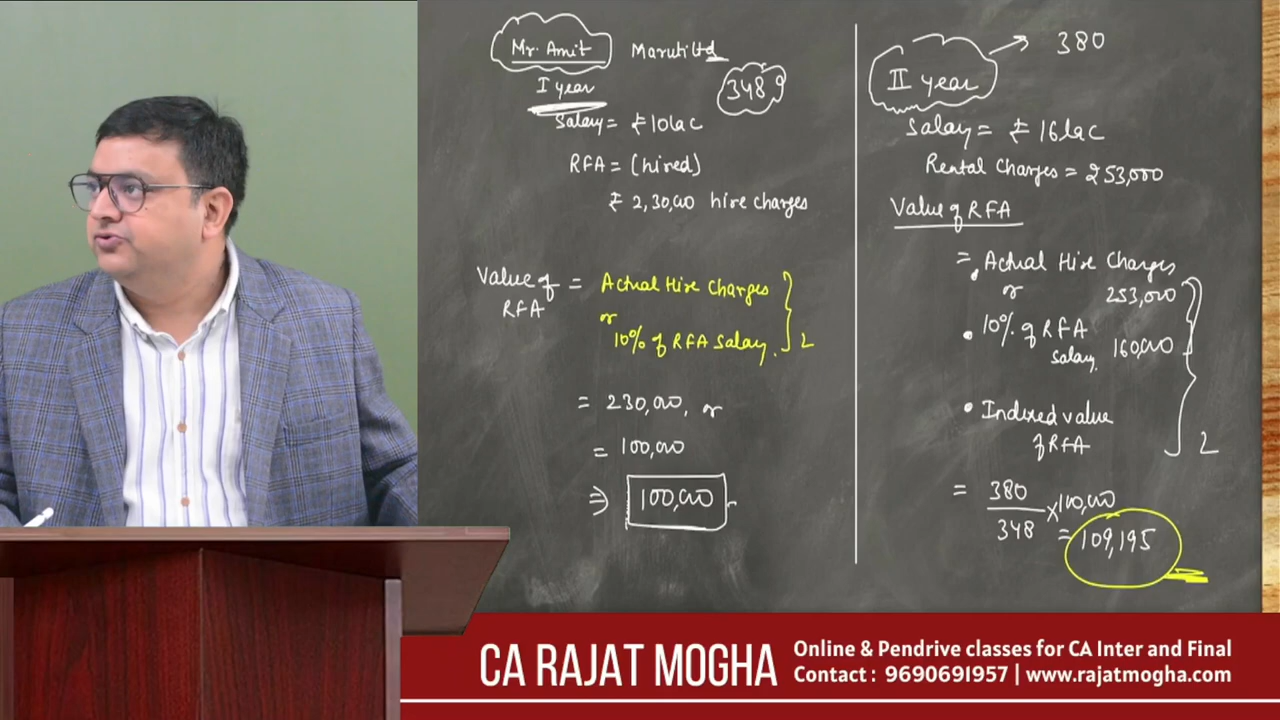 Mr. Amit Maruti Ltd
I year
348
Salary = ₹ 10lac
RFA = (hired)
₹ 2,30,000 hire charges
Value of RFA = Actual Hire Charges
or
10% of RFA Salary.
L
= 230,000, or
= 100,000
⇒ 100,000
II year → 380
Salary = ₹ 16lac
Rental Charges = 253,000
Value of RFA
= • Actual Hire Charges
or 253,000
• 10% of RFA
Salary. 160,000
• Indexed value
of RFA
L
= 380/348 × 100,000
= 109,195
CA RAJAT MOGHA
Online & Pendrive classes for CA Inter and Final
Contact : 9690691957 | www.rajatmogha.com